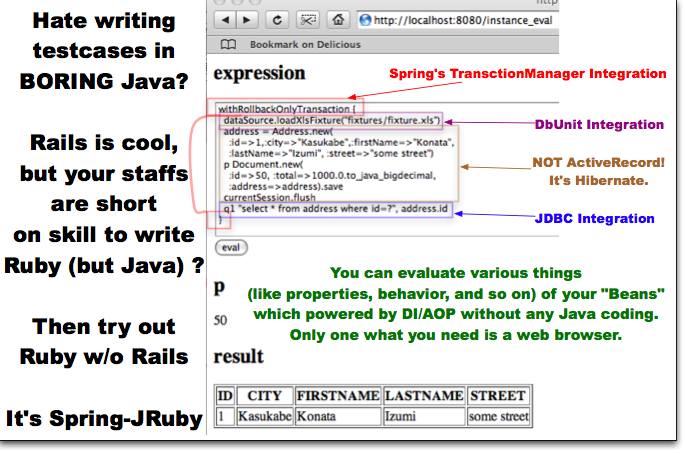 Hate writing
testcases in
BORING Java?
Rails is cool,
but your staffs
are short
on skill to write
Ruby (but Java) ?
Then try out
Ruby w/o Rails
It's Spring-JRuby
http://localhost:8080/instance_eval
Bookmark on Delicious
expression
Spring's TransctionManager Integration
withRollbackOnlyTransaction {
dataSource.loadXlsFixture("fixtures/fixture.xls")
DbUnit Integration
address = Address.new(
:id=>1,:city=>"Kasukabe",:firstName=>"Konata",
:lastName=>"Izumi", :street=>"some street")
p Document.new(
:id=>50, :total=>1000.0.to_java_bigdecimal,
:address=>address).save
currentSession.flush
NOT ActiveRecord!
It's Hibernate.
q1 "select * from address where id=?", address.id
}
JDBC Integration
eval
You can evaluate various things
(like properties, behavior, and so on) of your "Beans"
which powered by DI/AOP without any Java coding.
Only one what you need is a web browser.
p
50
result
ID CITY FIRSTNAME LASTNAME STREET
1 Kasukabe Konata Izumi some street